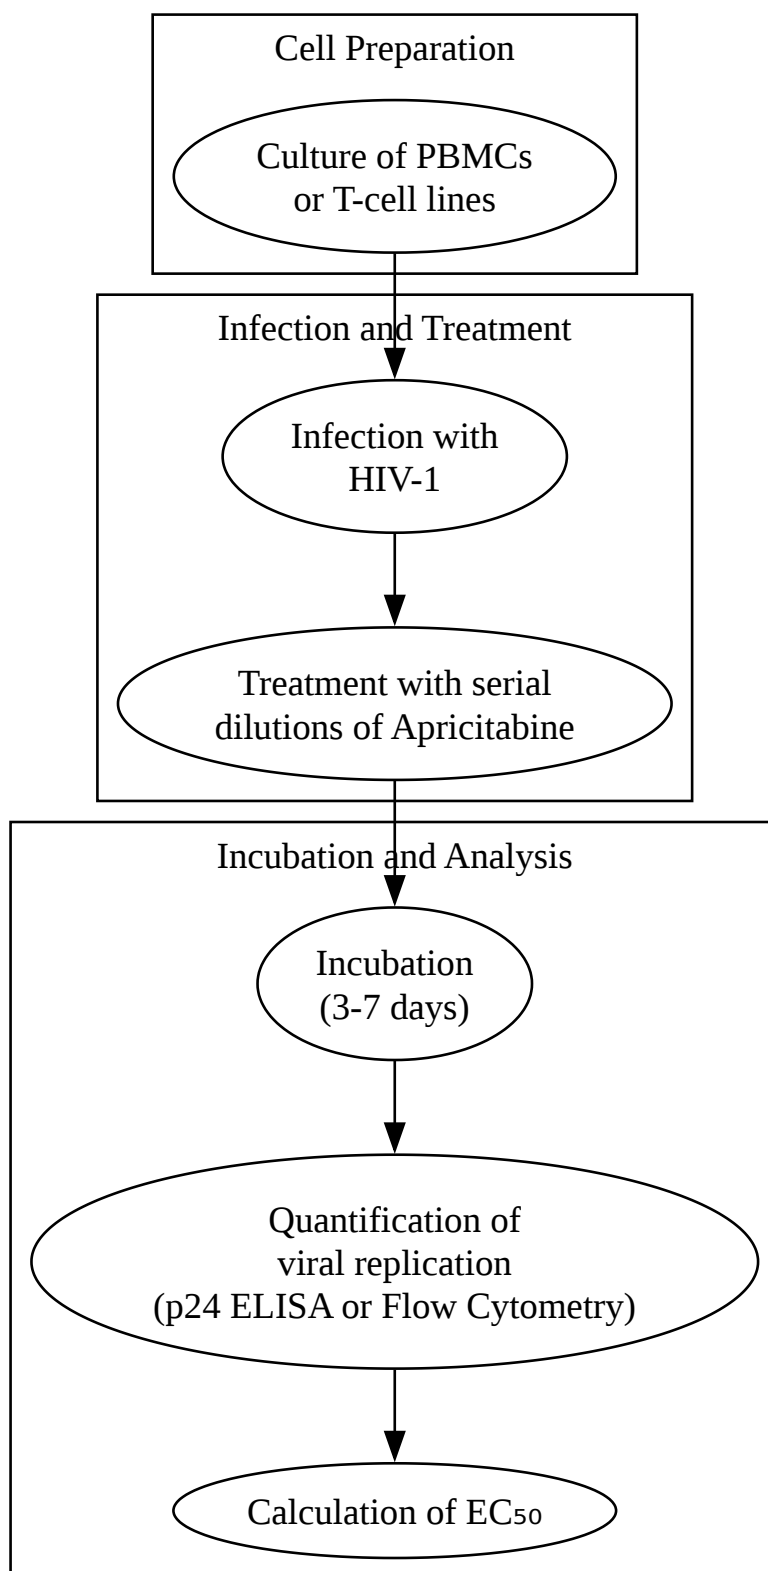 Cell Preparation
Culture of PBMCs
or T-cell lines
Infection and Treatment
Infection with
HIV-1
Treatment with serial
dilutions of Apricitabine
Incubation and Analysis
Incubation
(3-7 days)
Quantification of
viral replication
(p24 ELISA or Flow Cytometry)
Calculation of EC₅₀